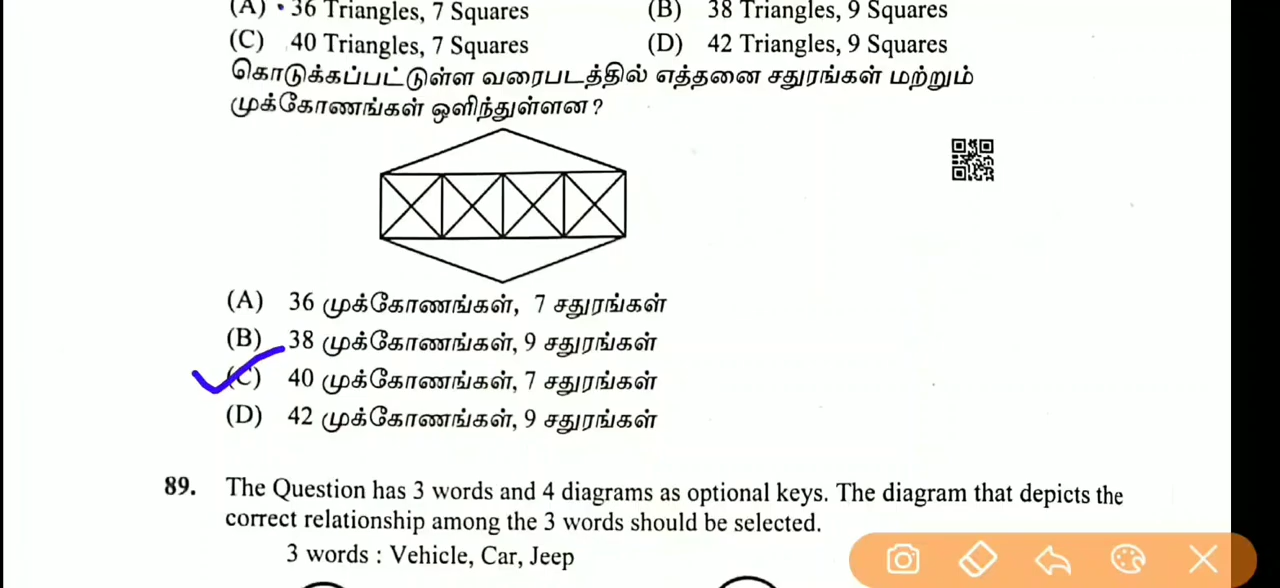 (A) 36 Triangles, 7 Squares (B) 38 Triangles, 9 Squares
(C) 40 Triangles, 7 Squares (D) 42 Triangles, 9 Squares
கொடுக்கப்பட்டுள்ள வரைபடத்தில் எத்தனை சதுரங்கள் மற்றும்
முக்கோணங்கள் ஒளிந்துள்ளன?
(A) 36 முக்கோணங்கள், 7 சதுரங்கள்
(B) 38 முக்கோணங்கள், 9 சதுரங்கள்
(C) 40 முக்கோணங்கள், 7 சதுரங்கள்
(D) 42 முக்கோணங்கள், 9 சதுரங்கள்
89. The Question has 3 words and 4 diagrams as optional keys. The diagram that depicts the
correct relationship among the 3 words should be selected.
3 words : Vehicle, Car, Jeep